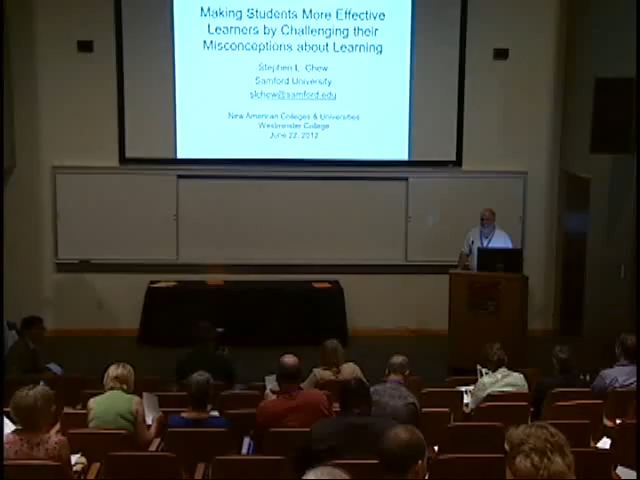 Making Students More Effective
Learners by Challenging their
Misconceptions about Learning
Stephen L. Chew
Samford University
slchew@samford.edu
New American Colleges & Universities
Westminster College
June 22, 2012